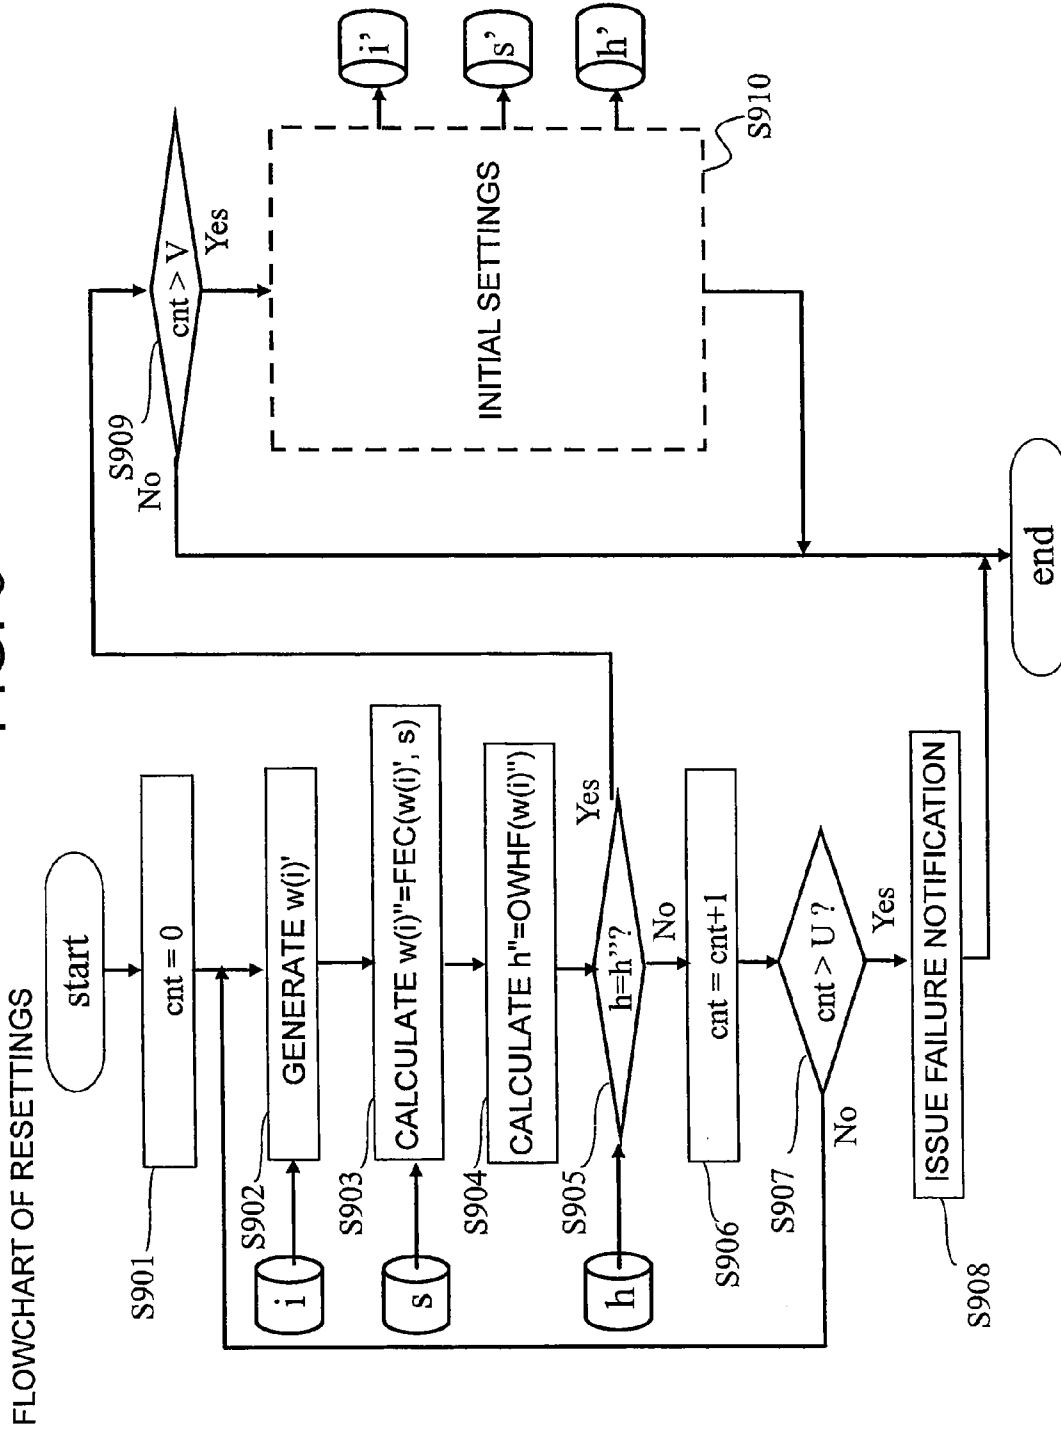 FLOWCHART OF RESETTINGS
start
S901
cnt = 0
S902
GENERATE w(i)'
i
S903
CALCULATE w(i)''=FEC(w(i)', s)
s
S904
CALCULATE h''=OWHF(w(i)'')
S905
h=h''?
Yes
No
h
S906
cnt = cnt+1
S907
cnt > U ?
No
Yes
S908
ISSUE FAILURE NOTIFICATION
S909
cnt > V
No
Yes
INITIAL SETTINGS
S910
i'
s'
h'
end